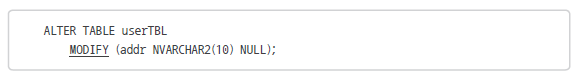 ALTER TABLE userTBL
MODIFY (addr NVARCHAR2(10) NULL);